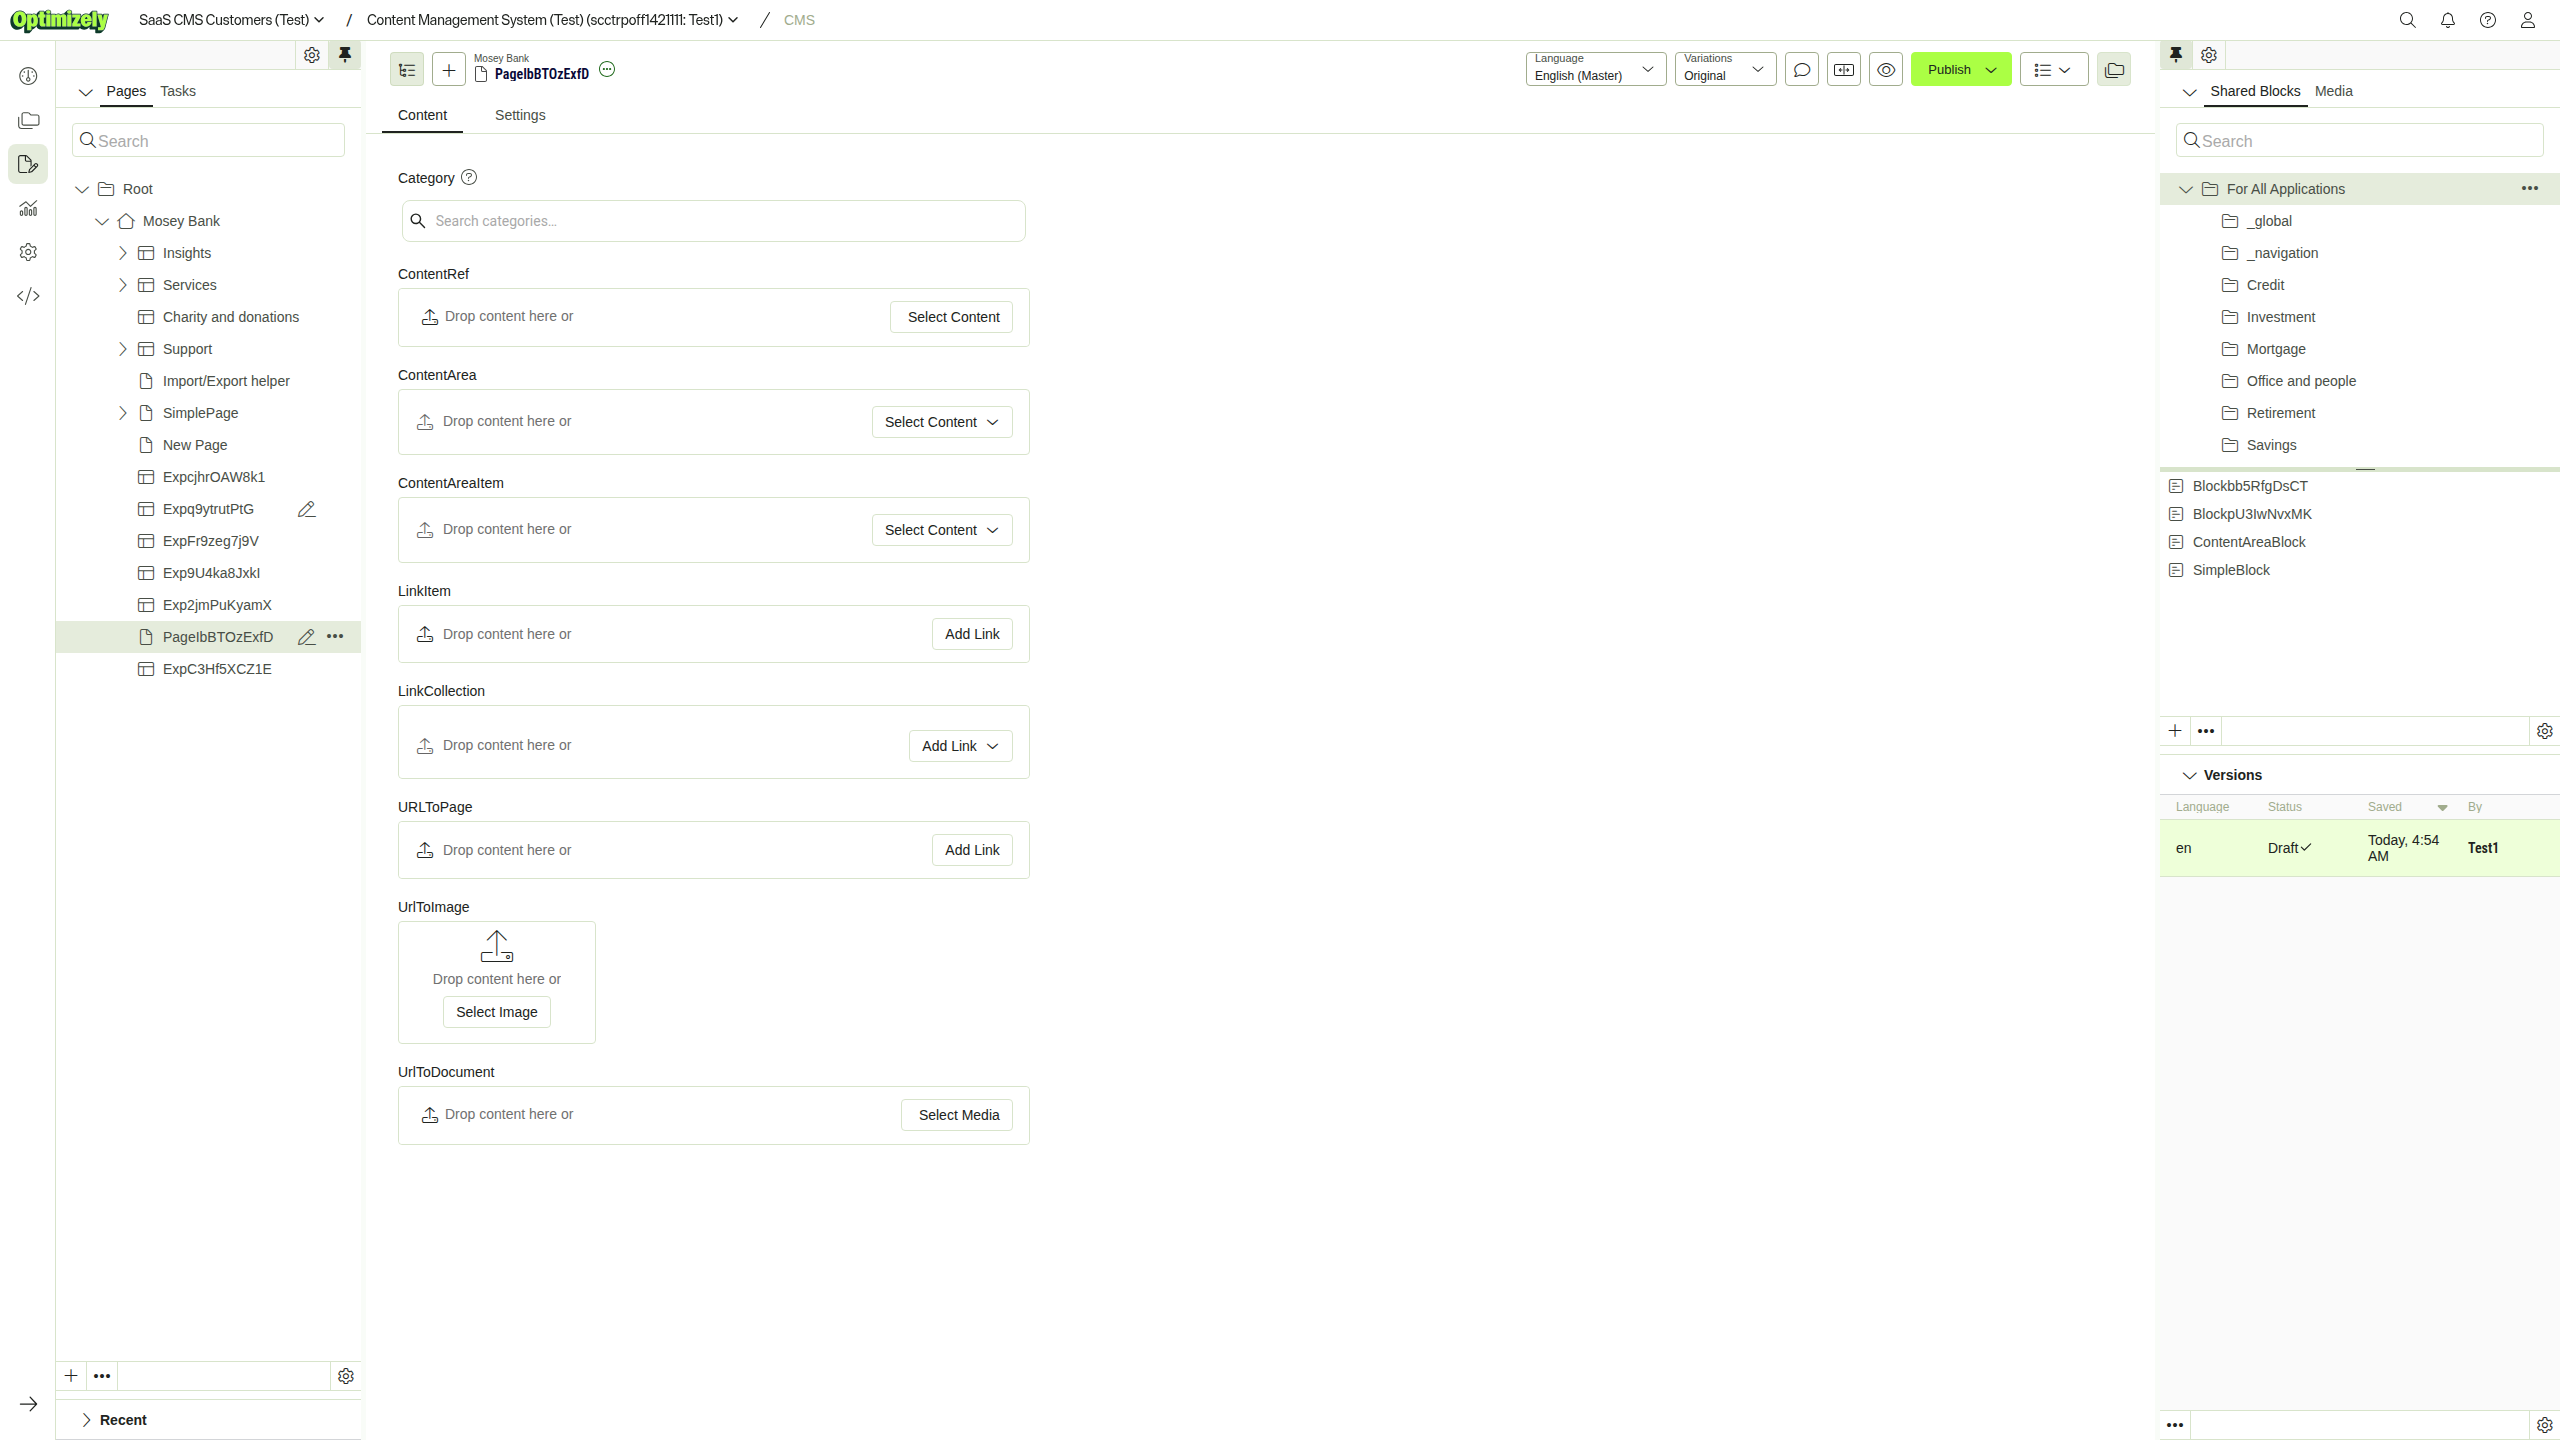 Optimizely
SaaS CMS Customers (Test) / Content Management System (Test) (scctrpoff1421111: Test1) / CMS
Pages Tasks
Search
Root
Mosey Bank
Insights
Services
Charity and donations
Support
Import/Export helper
SimplePage
New Page
ExpcjhrOAW8k1
Expq9ytrutPtG
ExpFr9zeg7j9V
Exp9U4ka8JxkI
Exp2jmPuKyamX
PageIbBTOzExfD
ExpC3Hf5XCZ1E
Recent
Mosey Bank
PageIbBTOzExfD
Language
English (Master)
Variations
Original
Publish
Content Settings
Category
Search categories...
ContentRef
Drop content here or Select Content
ContentArea
Drop content here or Select Content
ContentAreaItem
Drop content here or Select Content
LinkItem
Drop content here or Add Link
LinkCollection
Drop content here or Add Link
URLToPage
Drop content here or Add Link
UrlToImage
Drop content here or
Select Image
UrlToDocument
Drop content here or Select Media
Shared Blocks Media
Search
For All Applications
_global
_navigation
Credit
Investment
Mortgage
Office and people
Retirement
Savings
Blockbb5RfgDsCT
BlockpU3IwNvxMK
ContentAreaBlock
SimpleBlock
Versions
Language Status Saved By
en Draft Today, 4:54 AM Test1